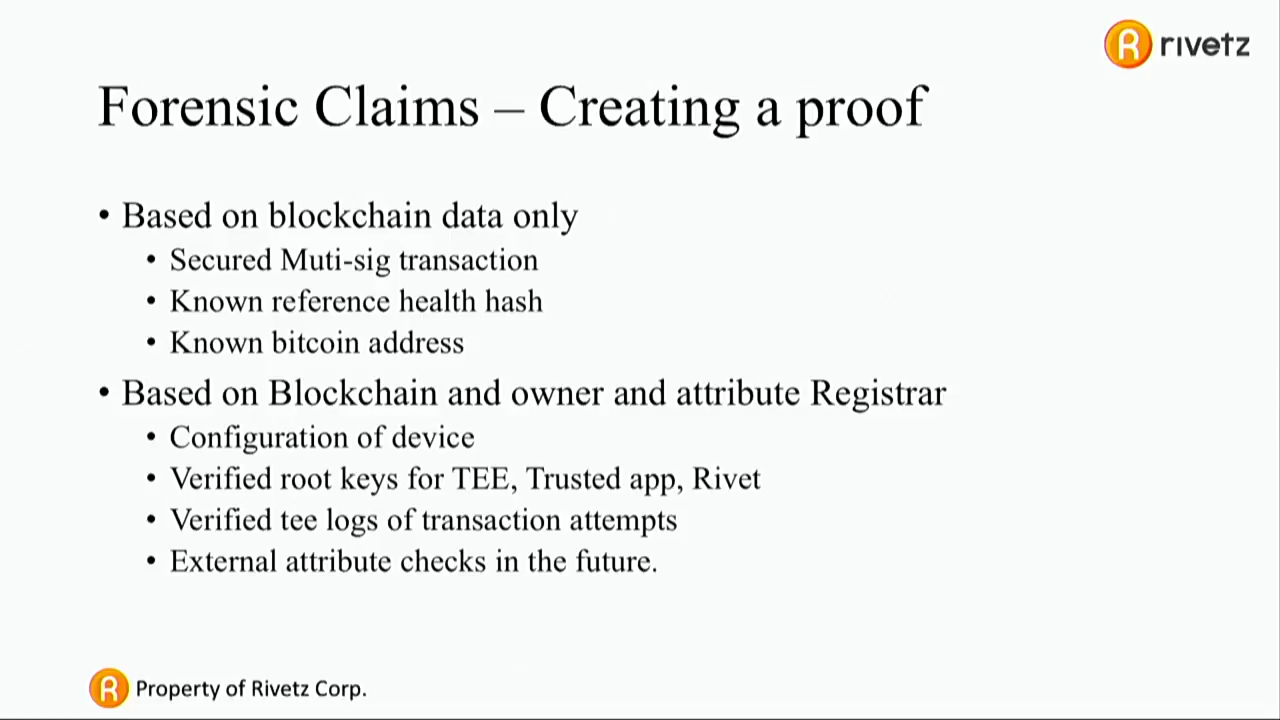 rivetz
Forensic Claims – Creating a proof
• Based on blockchain data only
• Secured Muti-sig transaction
• Known reference health hash
• Known bitcoin address
• Based on Blockchain and owner and attribute Registrar
• Configuration of device
• Verified root keys for TEE, Trusted app, Rivet
• Verified tee logs of transaction attempts
• External attribute checks in the future.
Property of Rivetz Corp.